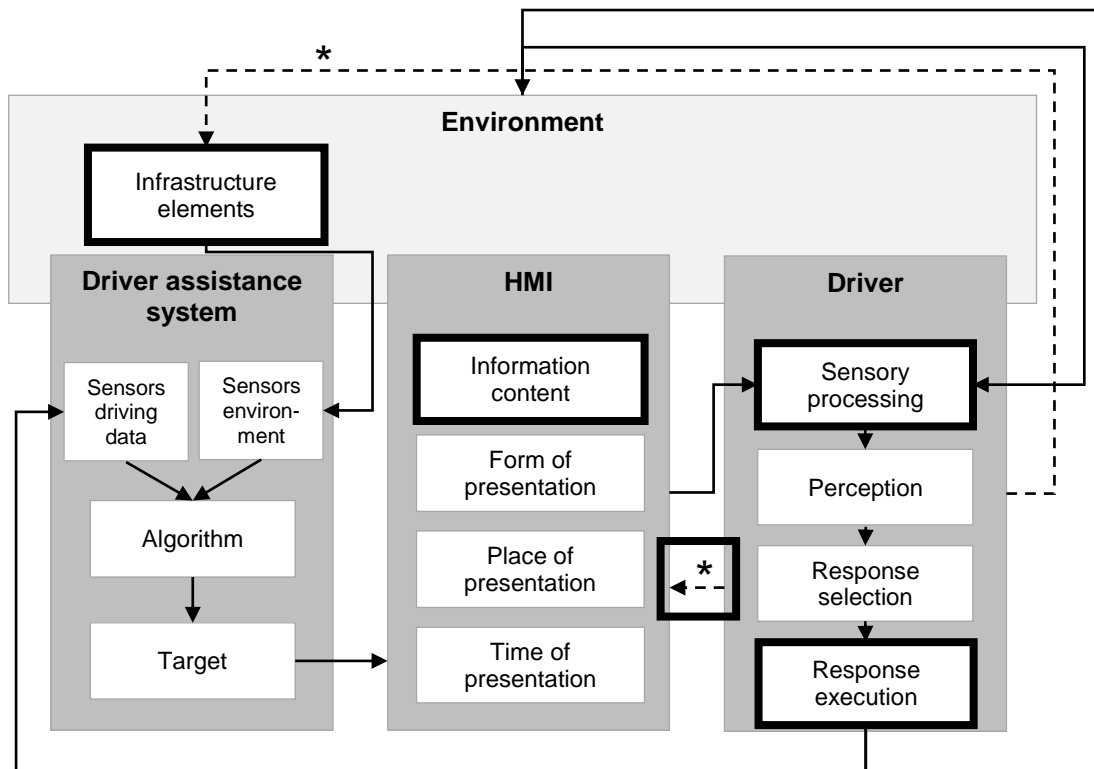 *
Environment
Infrastructure
elements
Driver assistance
system
Sensors
driving
data
Sensors
environ-
ment
Algorithm
Target
HMI
Information
content
Form of
presentation
Place of
presentation
Time of
presentation
*
Driver
Sensory
processing
Perception
Response
selection
Response
execution